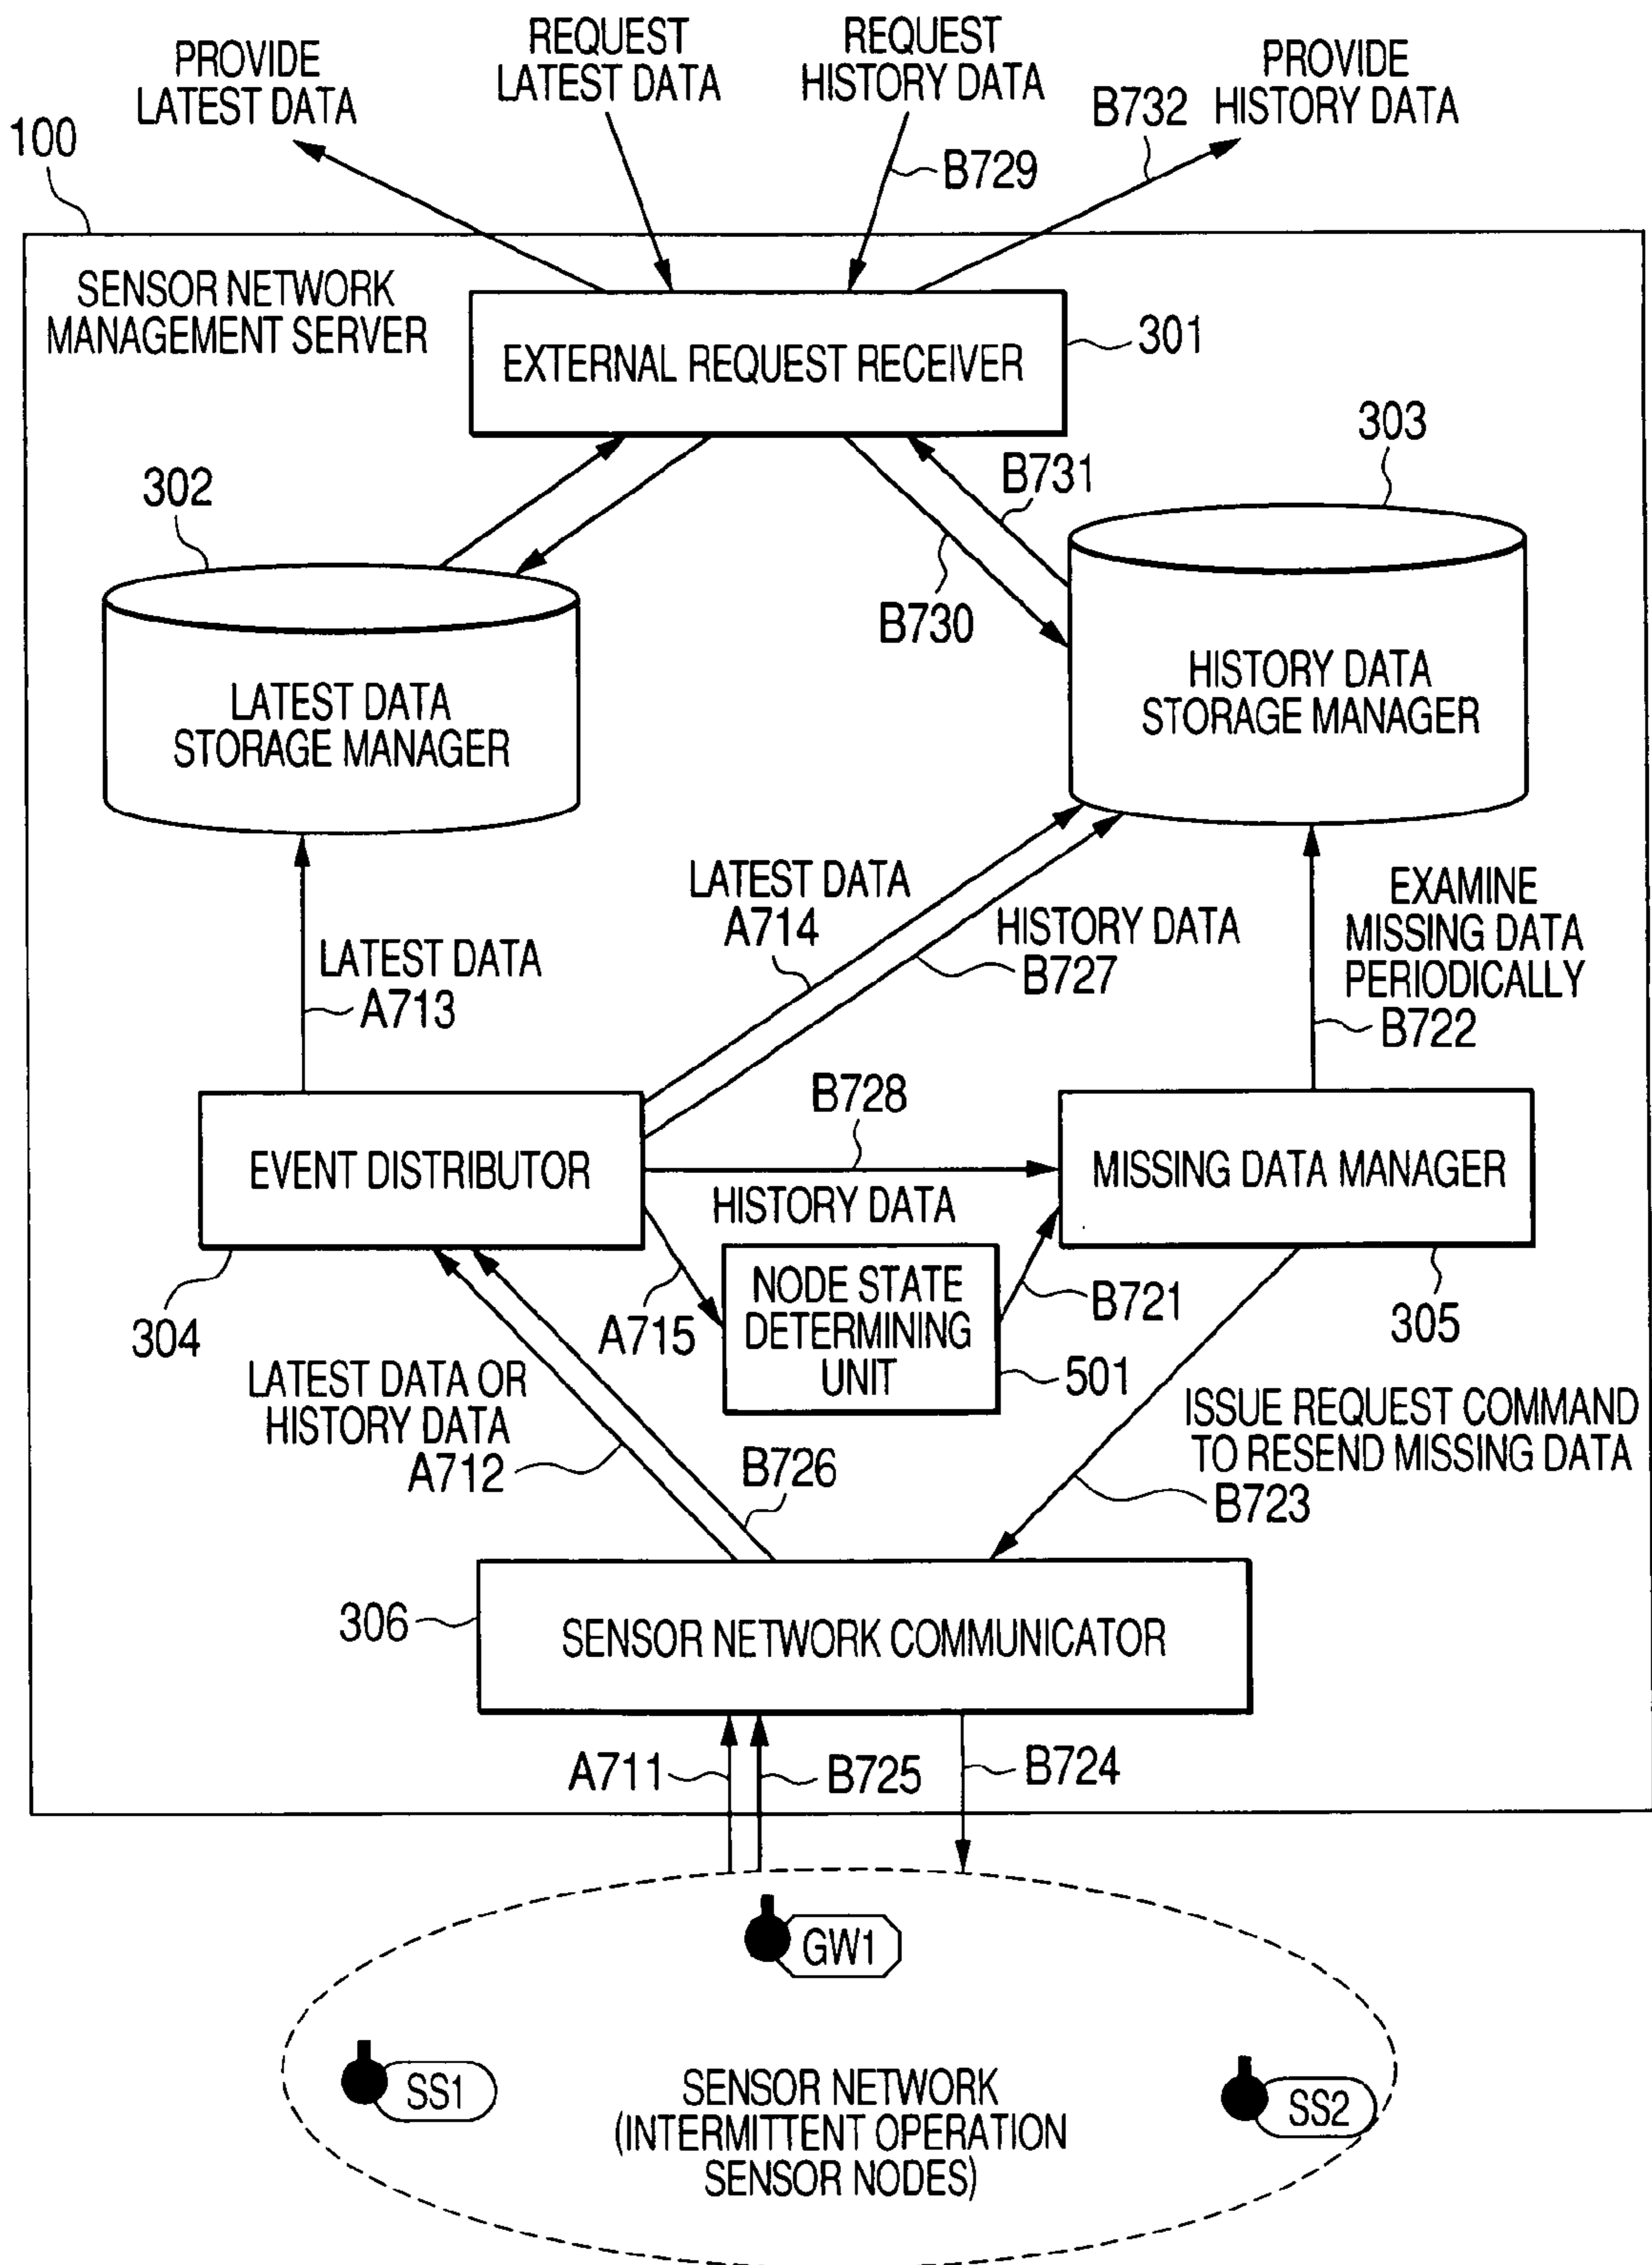 PROVIDE
LATEST DATA
REQUEST
LATEST DATA
REQUEST
HISTORY DATA
PROVIDE
HISTORY DATA
B732
B729
100
SENSOR NETWORK
MANAGEMENT SERVER
EXTERNAL REQUEST RECEIVER
301
302
303
B731
B730
LATEST DATA
STORAGE MANAGER
HISTORY DATA
STORAGE MANAGER
LATEST DATA
A714
HISTORY DATA
B727
EXAMINE
MISSING DATA
PERIODICALLY
B722
LATEST DATA
A713
B728
EVENT DISTRIBUTOR
HISTORY DATA
MISSING DATA MANAGER
304
A715
NODE STATE
DETERMINING
UNIT
B721
501
305
LATEST DATA OR
HISTORY DATA
A712
B726
ISSUE REQUEST COMMAND
TO RESEND MISSING DATA
B723
306
SENSOR NETWORK COMMUNICATOR
A711
B725
B724
GW1
SS1
SS2
SENSOR NETWORK
(INTERMITTENT OPERATION
SENSOR NODES)